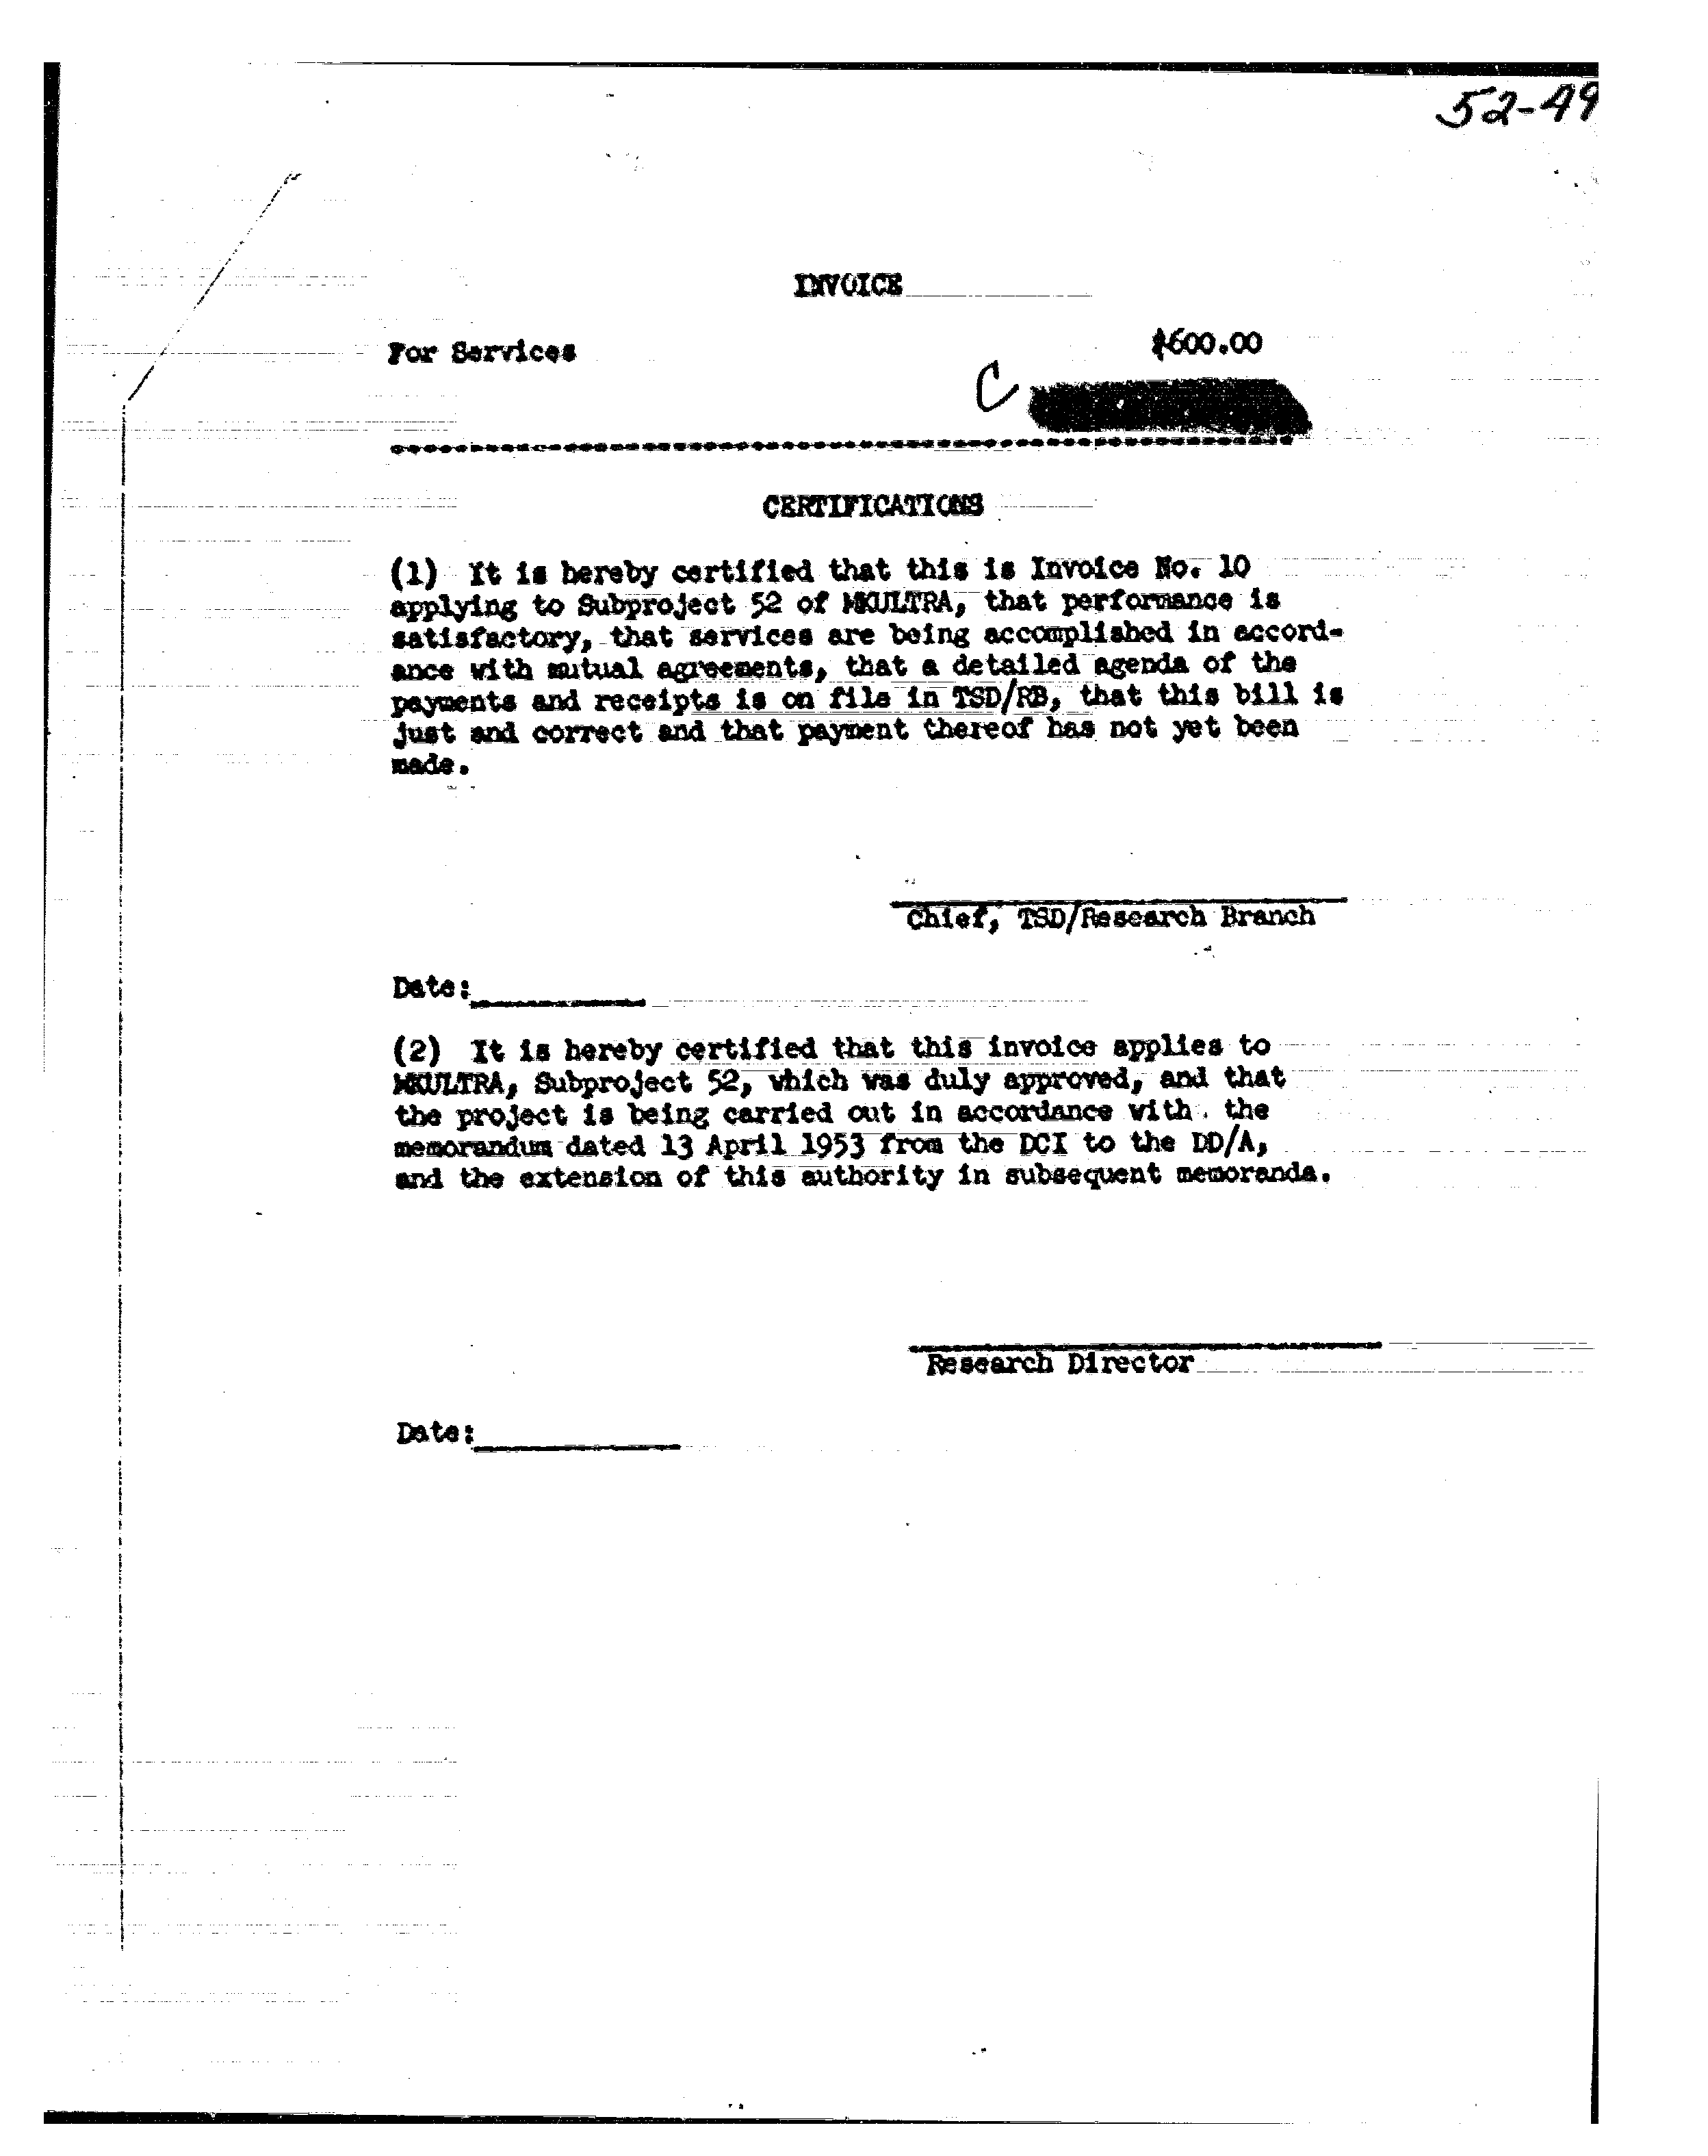 52-49
INVOICE
For Services $600.00
C
CERTIFICATIONS
(1) It is hereby certified that this is Invoice No. 10
applying to Subproject 52 of MKULTRA, that performance is
satisfactory, that services are being accomplished in accord-
ance with mutual agreements, that a detailed agenda of the
payments and receipts is on file in TSD/RB, that this bill is
just and correct and that payment thereof has not yet been
made.
Chief, TSD/Research Branch
Date:
(2) It is hereby certified that this invoice applies to
MKULTRA, Subproject 52, which was duly approved, and that
the project is being carried out in accordance with the
memorandum dated 13 April 1953 from the DCI to the DD/A,
and the extension of this authority in subsequent memoranda.
Research Director
Date: